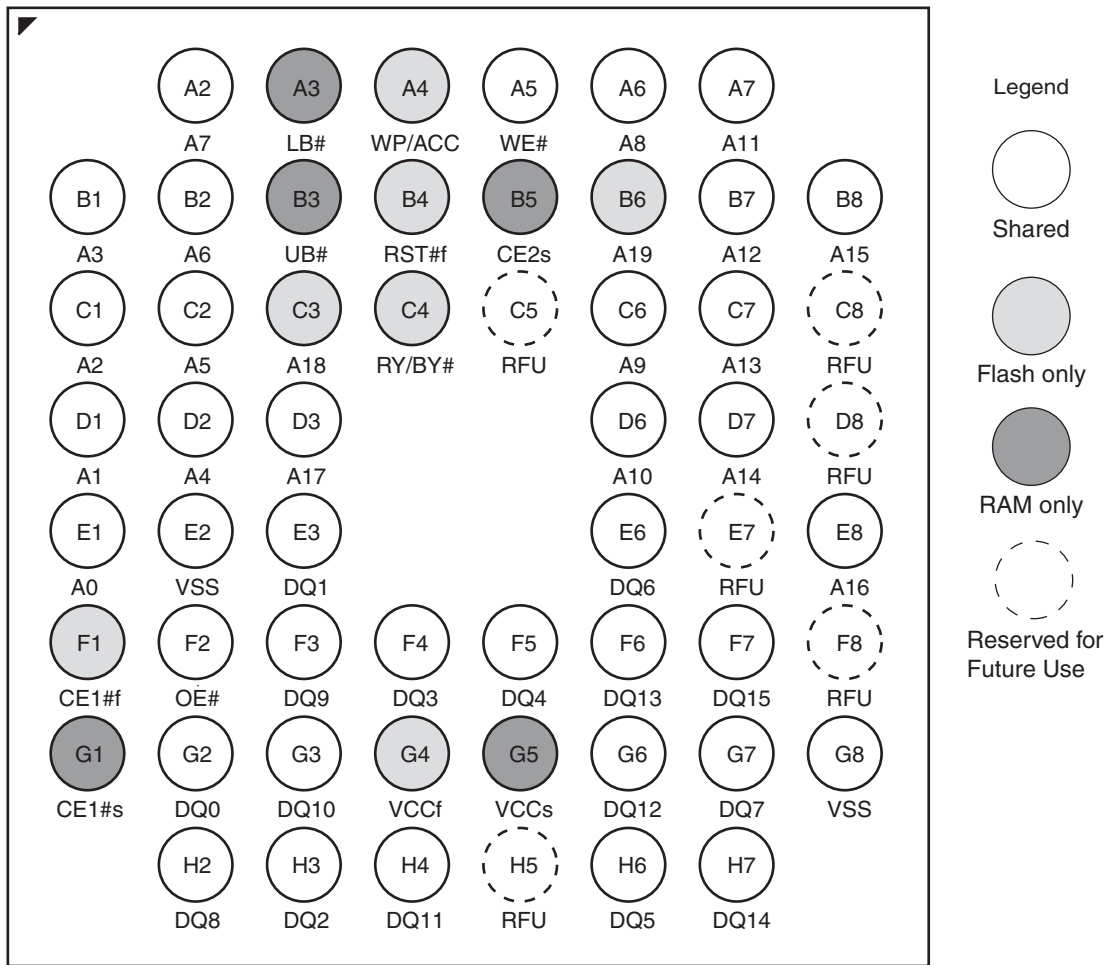 A2 A3 A4 A5 A6 A7
A7 LB# WP/ACC WE# A8 A11
B1 B2 B3 B4 B5 B6 B7 B8
A3 A6 UB# RST#f CE2s A19 A12 A15
C1 C2 C3 C4 C5 C6 C7 C8
A2 A5 A18 RY/BY# RFU A9 A13 RFU
D1 D2 D3 D6 D7 D8
A1 A4 A17 A10 A14 RFU
E1 E2 E3 E6 E7 E8
A0 VSS DQ1 DQ6 RFU A16
F1 F2 F3 F4 F5 F6 F7 F8
CE1#f OE# DQ9 DQ3 DQ4 DQ13 DQ15 RFU
G1 G2 G3 G4 G5 G6 G7 G8
CE1#s DQ0 DQ10 VCCf VCCs DQ12 DQ7 VSS
H2 H3 H4 H5 H6 H7
DQ8 DQ2 DQ11 RFU DQ5 DQ14
Legend
Shared
Flash only
RAM only
Reserved for
Future Use